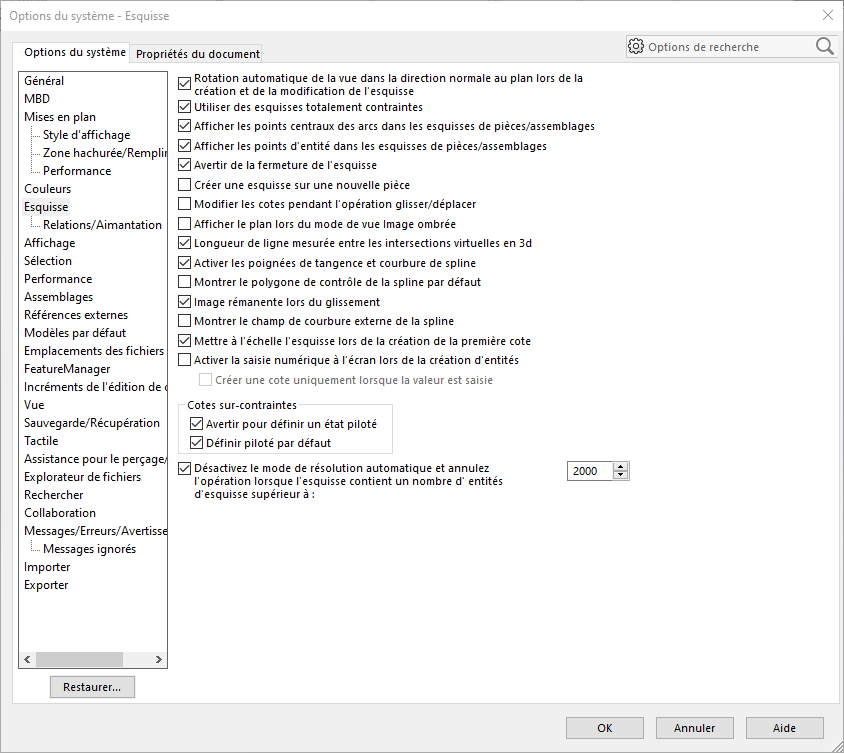 Options du système - Esquisse
Options du système
Propriétés du document
Options de recherche
Général
MBD
Mises en plan
Style d'affichage
Zone hachurée/Remplir
Performance
Couleurs
Esquisse
Relations/Aimantation
Affichage
Sélection
Performance
Assemblages
Références externes
Modèles par défaut
Emplacements des fichiers
FeatureManager
Incréments de l'édition de c
Vue
Sauvegarde/Récupération
Tactile
Assistance pour le perçage/
Explorateur de fichiers
Rechercher
Collaboration
Messages/Erreurs/Avertisse
Messages ignorés
Importer
Exporter
Restaurer...
Rotation automatique de la vue dans la direction normale au plan lors de la
création et de la modification de l'esquisse
Utiliser des esquisses totalement contraintes
Afficher les points centraux des arcs dans les esquisses de pièces/assemblages
Afficher les points d'entité dans les esquisses de pièces/assemblages
Avertir de la fermeture de l'esquisse
Créer une esquisse sur une nouvelle pièce
Modifier les cotes pendant l'opération glisser/déplacer
Afficher le plan lors du mode de vue Image ombrée
Longueur de ligne mesurée entre les intersections virtuelles en 3d
Activer les poignées de tangence et courbure de spline
Montrer le polygone de contrôle de la spline par défaut
Image rémanente lors du glissement
Montrer le champ de courbure externe de la spline
Mettre à l'échelle l'esquisse lors de la création de la première cote
Activer la saisie numérique à l'écran lors de la création d'entités
Créer une cote uniquement lorsque la valeur est saisie
Cotes sur-contraintes
Avertir pour définir un état piloté
Définir piloté par défaut
Désactivez le mode de résolution automatique et annulez
l'opération lorsque l'esquisse contient un nombre d' entités
d'esquisse supérieur à :
2000
OK
Annuler
Aide